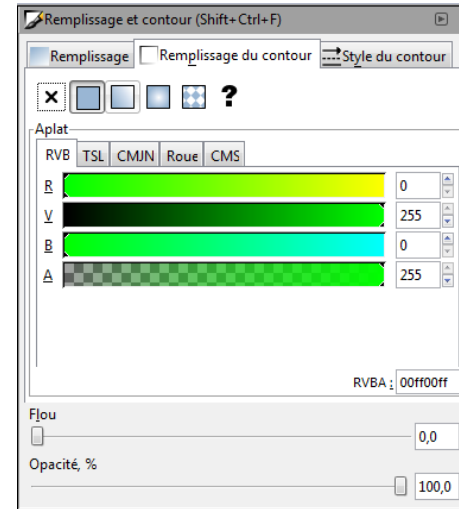 Remplissage et contour (Shift+Ctrl+F)
Remplissage Remplissage du contour Style du contour
?
Aplat
RVB TSL CMJN Roue CMS
R 0
V 255
B 0
A 255
RVBA : 00ff00ff
Flou
0,0
Opacité, %
100,0